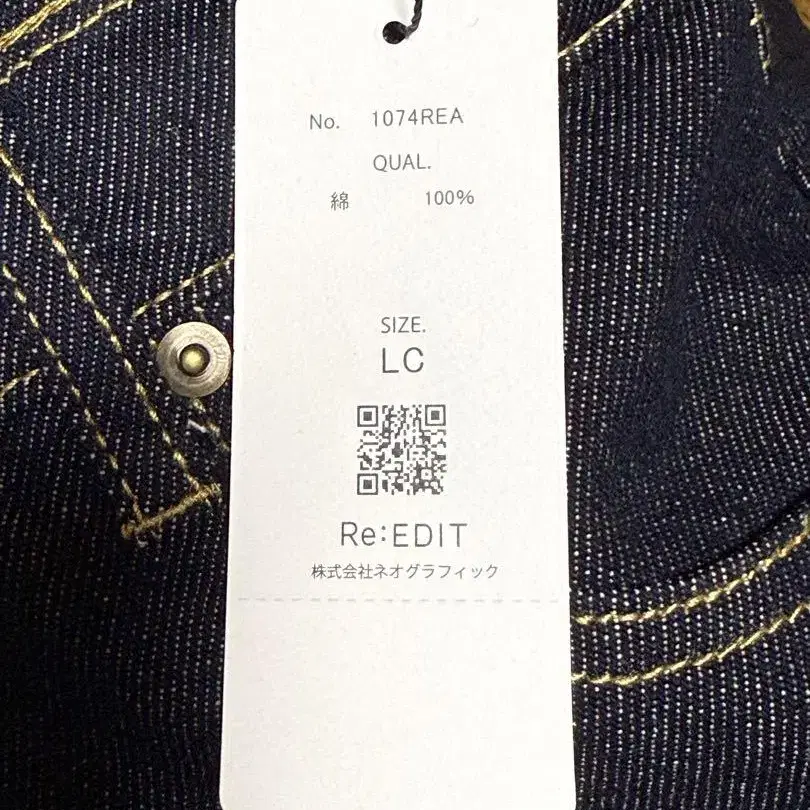 No. 1074REA
QUAL.
綿 100%
SIZE.
LC
Re:EDIT
株式会社ネオグラフィック